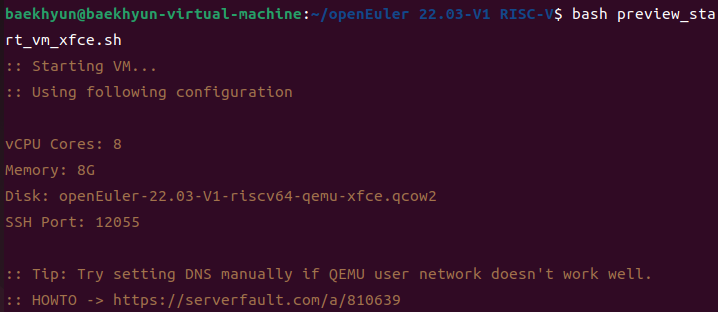 baekhyun@baekhyun-virtual-machine:~/openEuler 22.03-V1 RISC-V$ bash preview_sta
rt_vm_xfce.sh
:: Starting VM...
:: Using following configuration
vCPU Cores: 8
Memory: 8G
Disk: openEuler-22.03-V1-riscv64-qemu-xfce.qcow2
SSH Port: 12055
:: Tip: Try setting DNS manually if QEMU user network doesn't work well.
:: HOWTO -> https://serverfault.com/a/810639